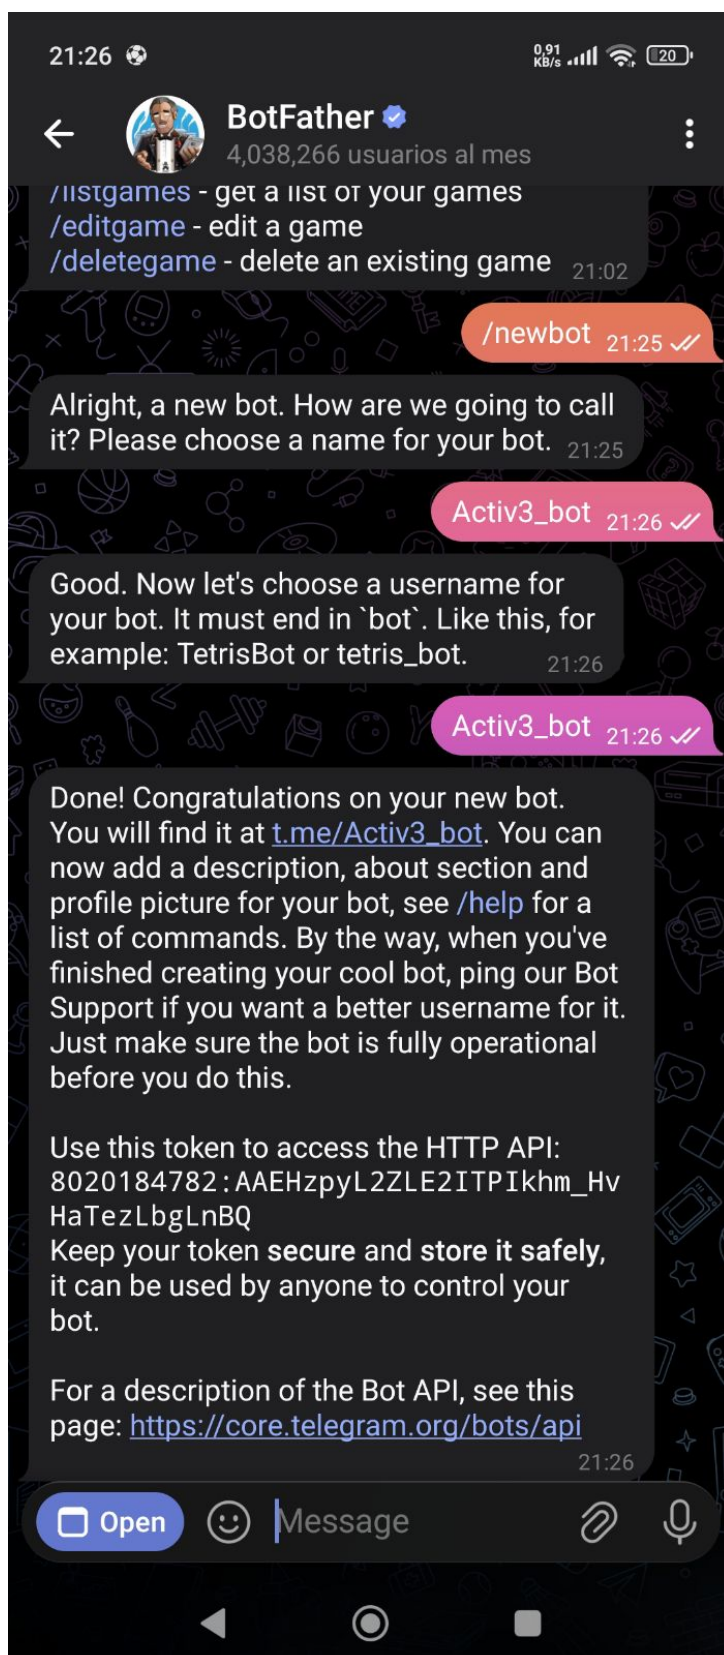 21:26
0,91 KB/s
20
BotFather
4,038,266 usuarios al mes
/listgames - get a list of your games
/editgame - edit a game
/deletegame - delete an existing game 21:02
/newbot 21:25
Alright, a new bot. How are we going to call
it? Please choose a name for your bot. 21:25
Activ3_bot 21:26
Good. Now let's choose a username for
your bot. It must end in `bot`. Like this, for
example: TetrisBot or tetris_bot. 21:26
Activ3_bot 21:26
Done! Congratulations on your new bot.
You will find it at t.me/Activ3_bot. You can
now add a description, about section and
profile picture for your bot, see /help for a
list of commands. By the way, when you've
finished creating your cool bot, ping our Bot
Support if you want a better username for it.
Just make sure the bot is fully operational
before you do this.
Use this token to access the HTTP API:
8020184782:AAEHzpyL2ZLE2ITPIkhm_Hv
HaTezLbgLnBQ
Keep your token secure and store it safely,
it can be used by anyone to control your
bot.
For a description of the Bot API, see this
page: https://core.telegram.org/bots/api
21:26
Open
Message